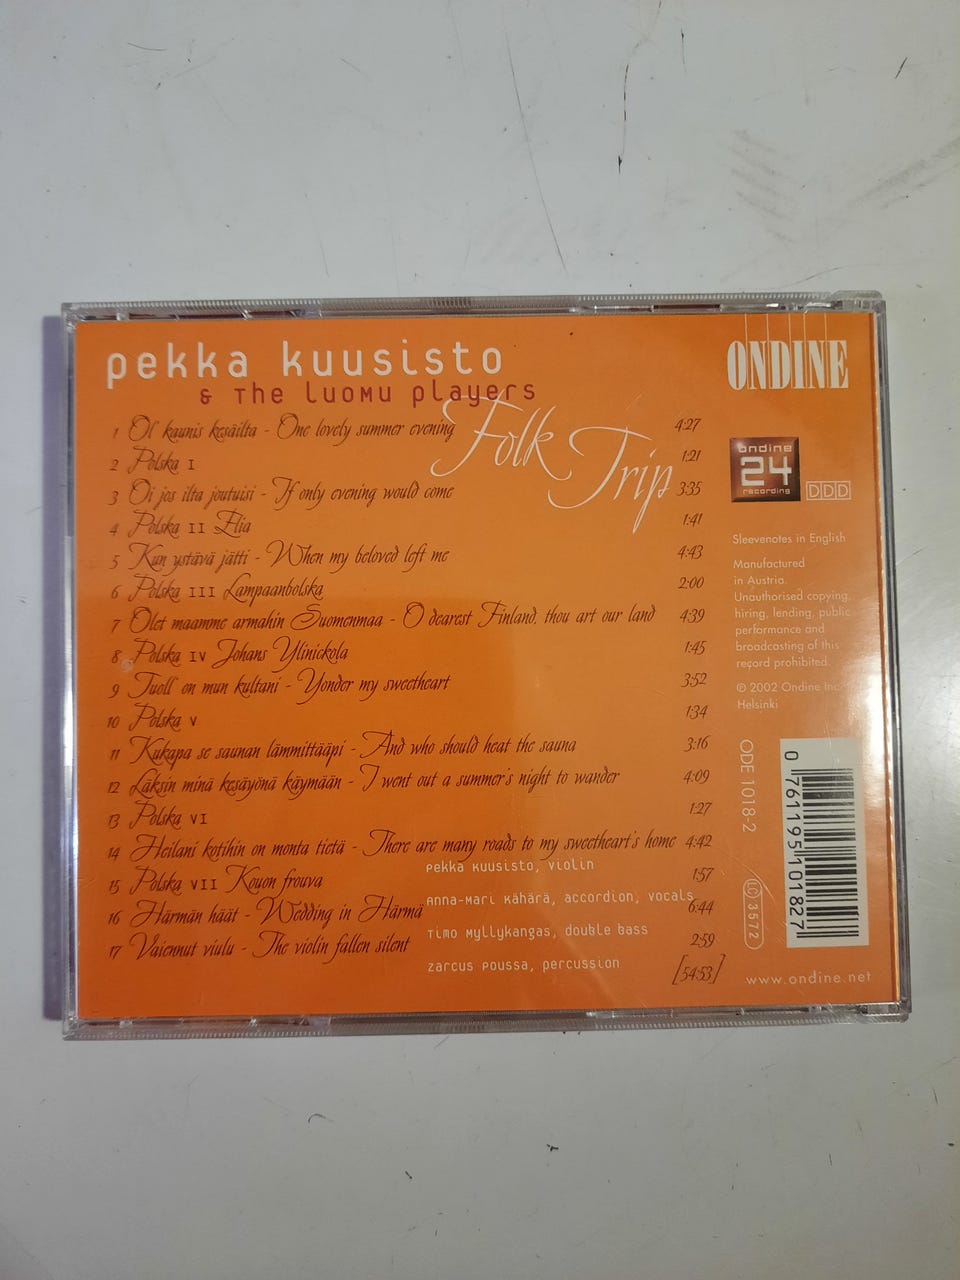 pekka kuusisto
& The Luomu players
Folk Trip
1 Ol kaunis kesäilta - One lovely summer evening 4:27
2 Polska I 1:21
3 Oi jos ilta joutuisi - If only evening would come 3:35
4 Polska II Elia 1:41
5 Kun ystävä jätti - When my beloved left me 4:43
6 Polska III Lampaanpolska 2:00
7 Olet maamme armahin Suomenmaa - O dearest Finland, thou art our land 4:39
8 Polska IV Johans Ylinickola 1:45
9 Tuoll' on mun kultani - Yonder my sweetheart 3:52
10 Polska V 1:34
11 Kukapa se saunan lämmittääpi - And who should heat the sauna 3:16
12 Läksin minä kesäyönä käymään - I went out a summer's night to wander 4:09
13 Polska VI 1:27
14 Heilani kotihin on monta tietä - There are many roads to my sweetheart's home 4:42
15 Polska VII Kouon frouva 1:57
16 Härmän häät - Wedding in Härmä 6:44
17 Vaiennut viulu - The violin fallen silent 2:59
[54:53]
pekka kuusisto, violin
anna-mari kähärä, accordion, vocals
Timo myllykangas, double bass
zarcus poussa, percussion
ONDINE
ondine
24
recording
DDD
Sleevenotes in English
Manufactured
in Austria.
Unauthorised copying,
hiring, lending, public
performance and
broadcasting of this
record prohibited.
℗ 2002 Ondine Inc.
Helsinki
ODE 1018-2
LC 3572
0 761195 101827
www.ondine.net